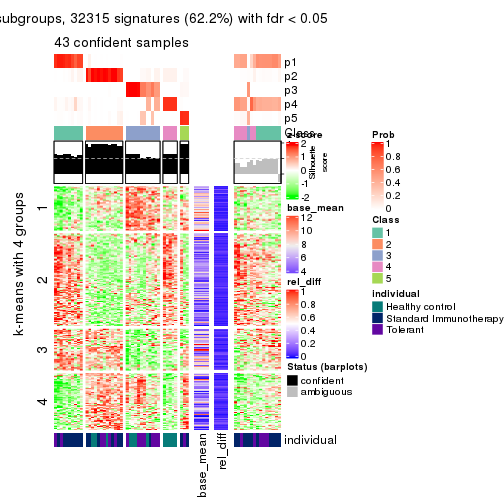 subgroups, 32315 signatures (62.2%) with fdr < 0.05
43 confident samples
p1
p2
p3
p4
p5
Class
z-score
2
1
0
-1
-2
Silhouette
score
k-means with 4 groups
1
2
3
4
base_mean
12
10
8
6
4
rel_diff
1
0.8
0.6
0.4
0.2
0
Status (barplots)
confident
ambiguous
individual
base_mean
rel_diff
Prob
1
0.8
0.6
0.4
0.2
0
Class
1
2
3
4
5
individual
Healthy control
Standard Immunotherapy
Tolerant